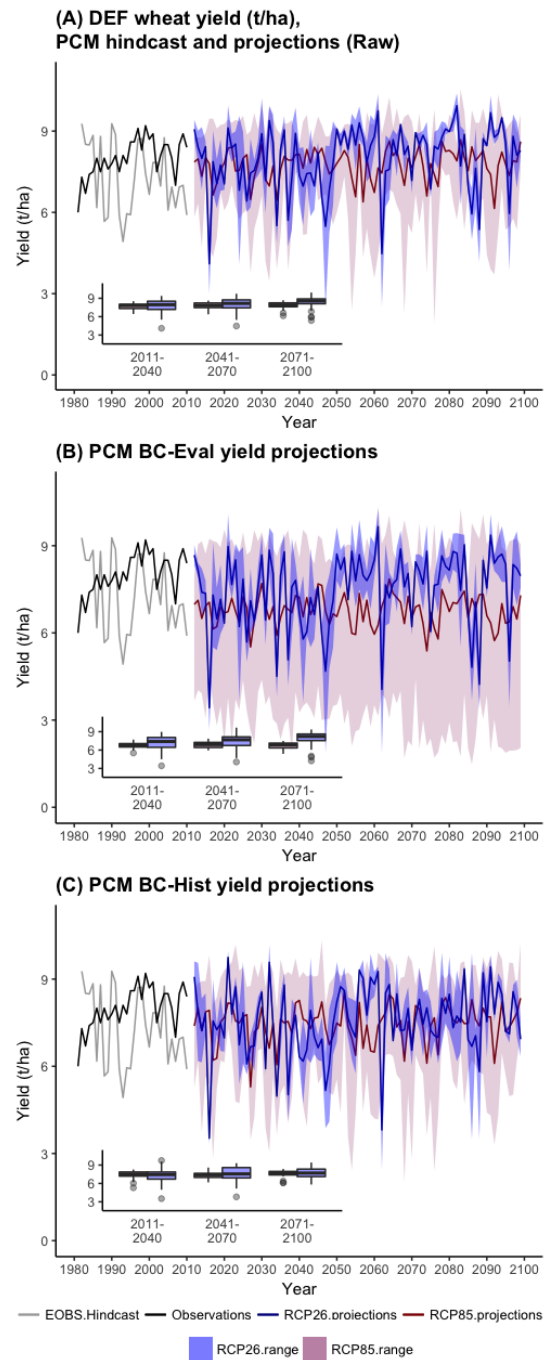 (A) DEF wheat yield (t/ha),
PCM hindcast and projections (Raw)
Yield (t/ha)
9
6
3
0
9
6
3
2011-2040
2041-2070
2071-2100
1980 1990 2000 2010 2020 2030 2040 2050 2060 2070 2080 2090 2100
Year
(B) PCM BC-Eval yield projections
Yield (t/ha)
9
6
3
0
9
6
3
2011-2040
2041-2070
2071-2100
1980 1990 2000 2010 2020 2030 2040 2050 2060 2070 2080 2090 2100
Year
(C) PCM BC-Hist yield projections
Yield (t/ha)
9
6
3
0
9
6
3
2011-2040
2041-2070
2071-2100
1980 1990 2000 2010 2020 2030 2040 2050 2060 2070 2080 2090 2100
Year
EOBS.Hindcast Observations RCP26.projections RCP85.projections
RCP26.range RCP85.range